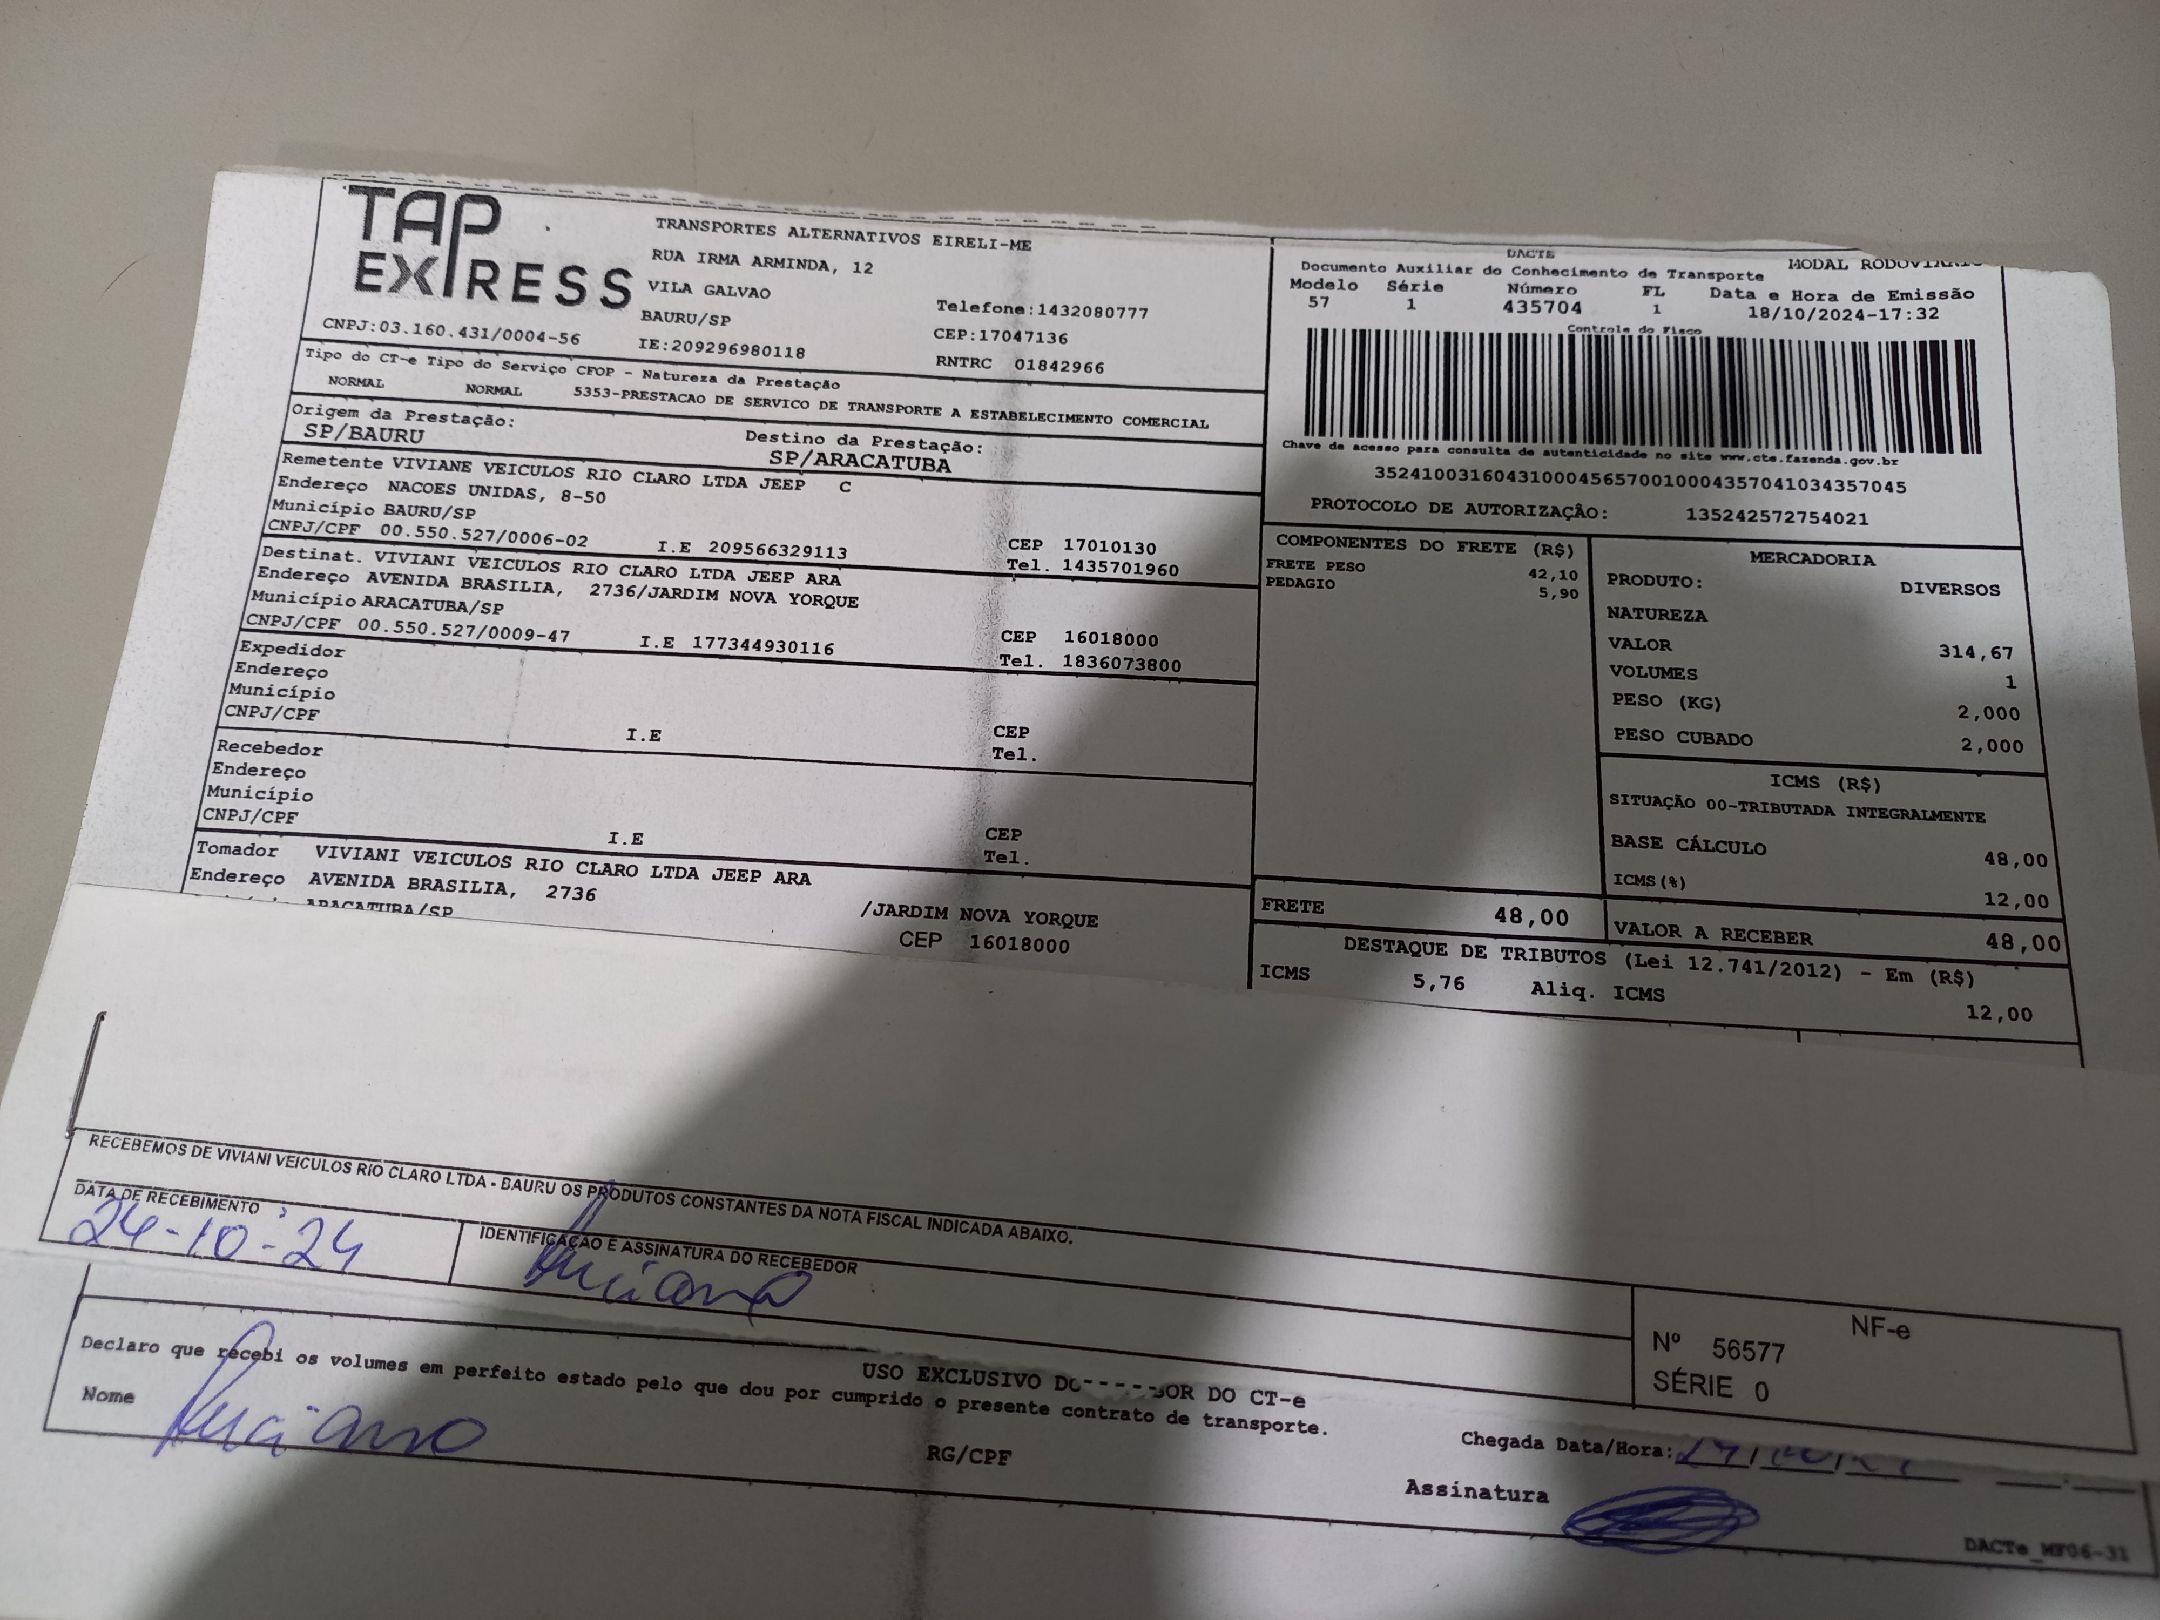 TAP EXPRESS
TRANSPORTES ALTERNATIVOS EIRELI-ME
RUA IRMA ARMINDA, 12
VILA GALVAO
BAURU/SP
Telefone:1432080777
CEP:17047136
CNPJ:03.160.431/0004-56
IE:209296980118
RNTRC 01842966
Tipo do CT-e Tipo do Serviço CFOP - Natureza da Prestação
NORMAL NORMAL 5353-PRESTACAO DE SERVICO DE TRANSPORTE A ESTABELECIMENTO COMERCIAL
Origem da Prestação:
SP/BAURU
Destino da Prestação:
SP/ARACATUBA
Remetente VIVIANE VEICULOS RIO CLARO LTDA JEEP C
Endereço NACOES UNIDAS, 8-50
Município BAURU/SP
CEP 17010130
CNPJ/CPF 00.550.527/0006-02 I.E 209566329113 Tel. 1435701960
Destinat. VIVIANI VEICULOS RIO CLARO LTDA JEEP ARA
Endereço AVENIDA BRASILIA, 2736/JARDIM NOVA YORQUE
Município ARACATUBA/SP
CEP 16018000
CNPJ/CPF 00.550.527/0009-47 I.E 177344930116 Tel. 1836073800
Expedidor
Endereço
Município
CEP
CNPJ/CPF I.E Tel.
Recebedor
Endereço
Município
CEP
CNPJ/CPF I.E Tel.
Tomador VIVIANI VEICULOS RIO CLARO LTDA JEEP ARA
Endereço AVENIDA BRASILIA, 2736 /JARDIM NOVA YORQUE
ARACATUBA/SP CEP 16018000
DACTE
MODAL RODOVIARIO
Documento Auxiliar do Conhecimento de Transporte
Modelo Série Número FL Data e Hora de Emissão
57 1 435704 1 18/10/2024-17:32
Controle do Fisco
Chave de acesso para consulta de autenticidade no site www.cte.fazenda.gov.br
35241003160431000456570010004357041034357045
PROTOCOLO DE AUTORIZAÇÃO: 135242572754021
COMPONENTES DO FRETE (R$)
FRETE PESO 42,10
PEDAGIO 5,90
MERCADORIA
PRODUTO: DIVERSOS
NATUREZA
VALOR 314,67
VOLUMES 1
PESO (KG) 2,000
PESO CUBADO 2,000
ICMS (R$)
SITUAÇÃO 00-TRIBUTADA INTEGRALMENTE
BASE CÁLCULO 48,00
ICMS(%) 12,00
FRETE 48,00
VALOR A RECEBER 48,00
DESTAQUE DE TRIBUTOS (Lei 12.741/2012) - Em (R$)
ICMS 5,76 Aliq. ICMS 12,00
RECEBEMOS DE VIVIANI VEICULOS RIO CLARO LTDA - BAURU OS PRODUTOS CONSTANTES DA NOTA FISCAL INDICADA ABAIXO.
DATA DE RECEBIMENTO
24-10-24
IDENTIFICAÇÃO E ASSINATURA DO RECEBEDOR
Luciano
NF-e
Nº 56577
SÉRIE 0
USO EXCLUSIVO DO SOR DO CT-e
Declaro que recebi os volumes em perfeito estado pelo que dou por cumprido o presente contrato de transporte.
Nome Luciano
RG/CPF
Chegada Data/Hora:
Assinatura
DACTe_MF06-31